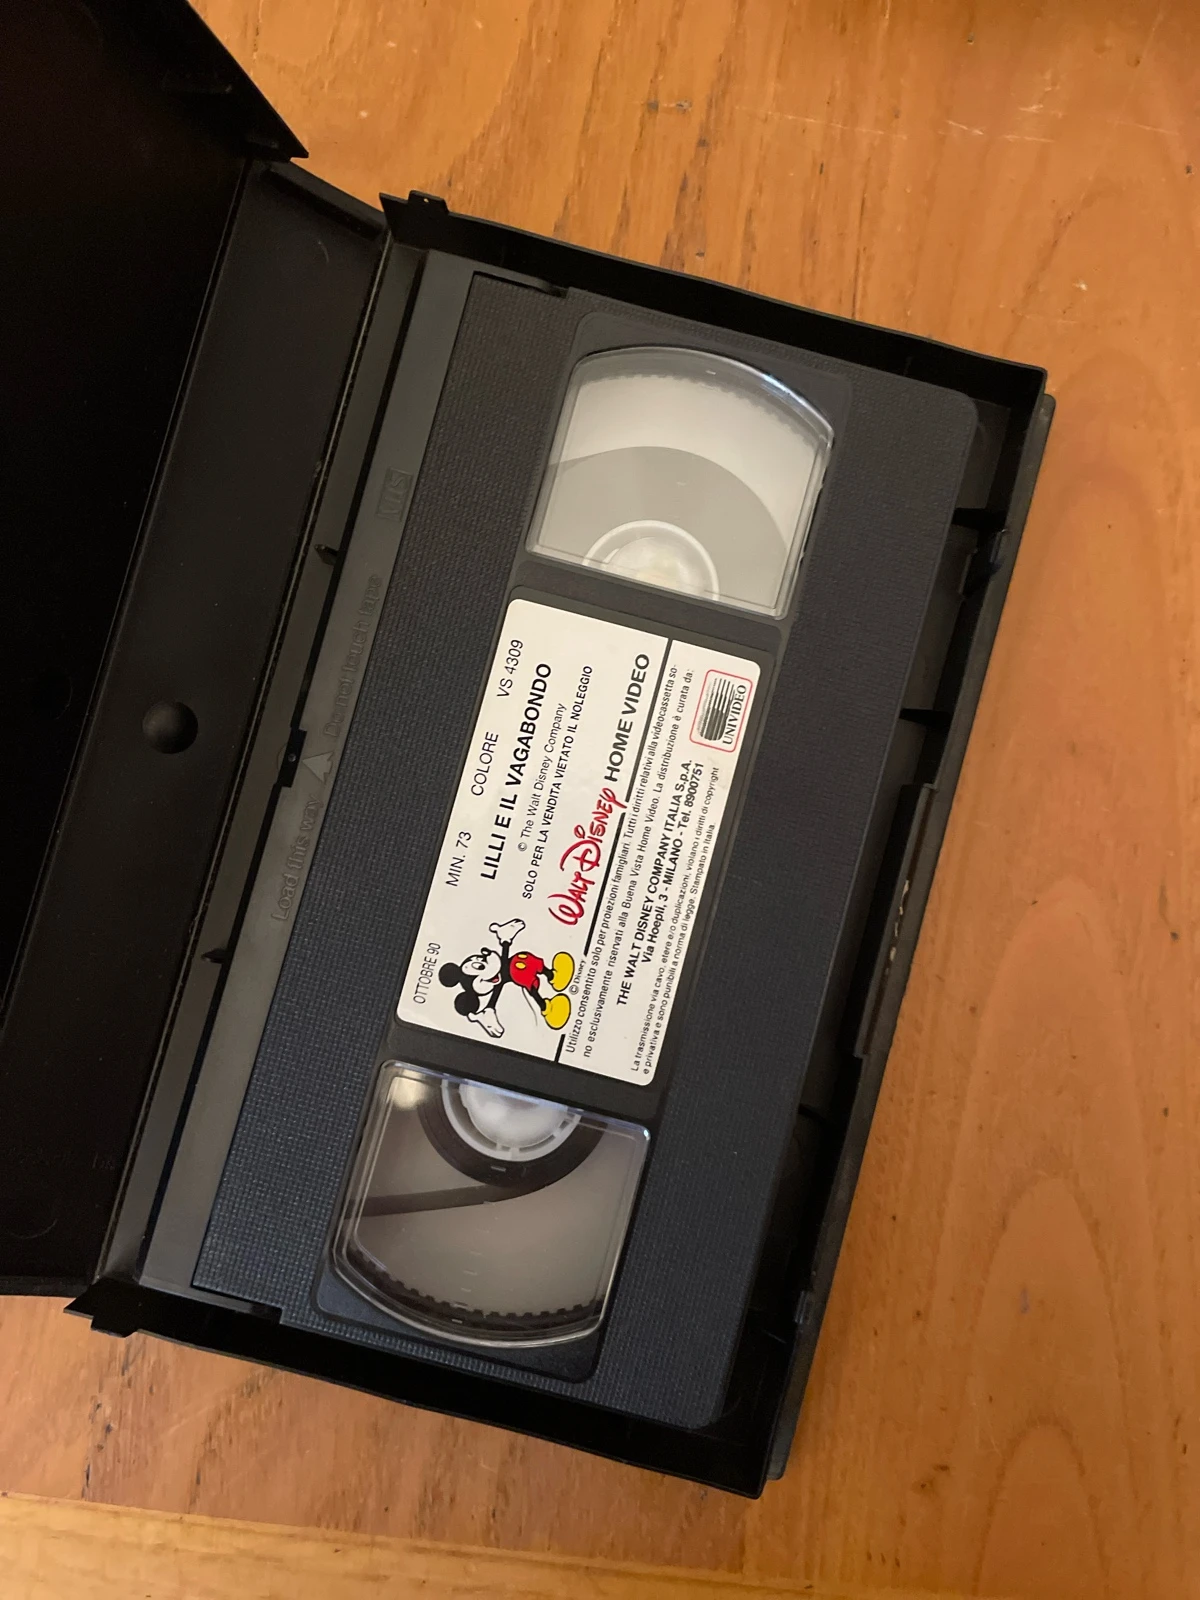 OTTOBRE 90
MIN. 73 COLORE VS 4309
LILLI E IL VAGABONDO
© The Walt Disney Company
SOLO PER LA VENDITA VIETATO IL NOLEGGIO
WALT DISNEY HOME VIDEO
© Disney
Utilizzo consentito solo per proiezioni famigliari. Tutti i diritti relativi alla videocassetta so-
no esclusivamente riservati alla Buena Vista Home Video. La distribuzione è curata da:
THE WALT DISNEY COMPANY ITALIA S.p.A.
Via Hoepli, 3 - MILANO - Tel. 8900751
La trasmissione via cavo, etere e/o duplicazioni, violano i diritti di copyright
e privativa e sono punibili a norma di legge. Stampato in Italia.
UNIVIDEO
VHS
Load this way
Do not touch tape